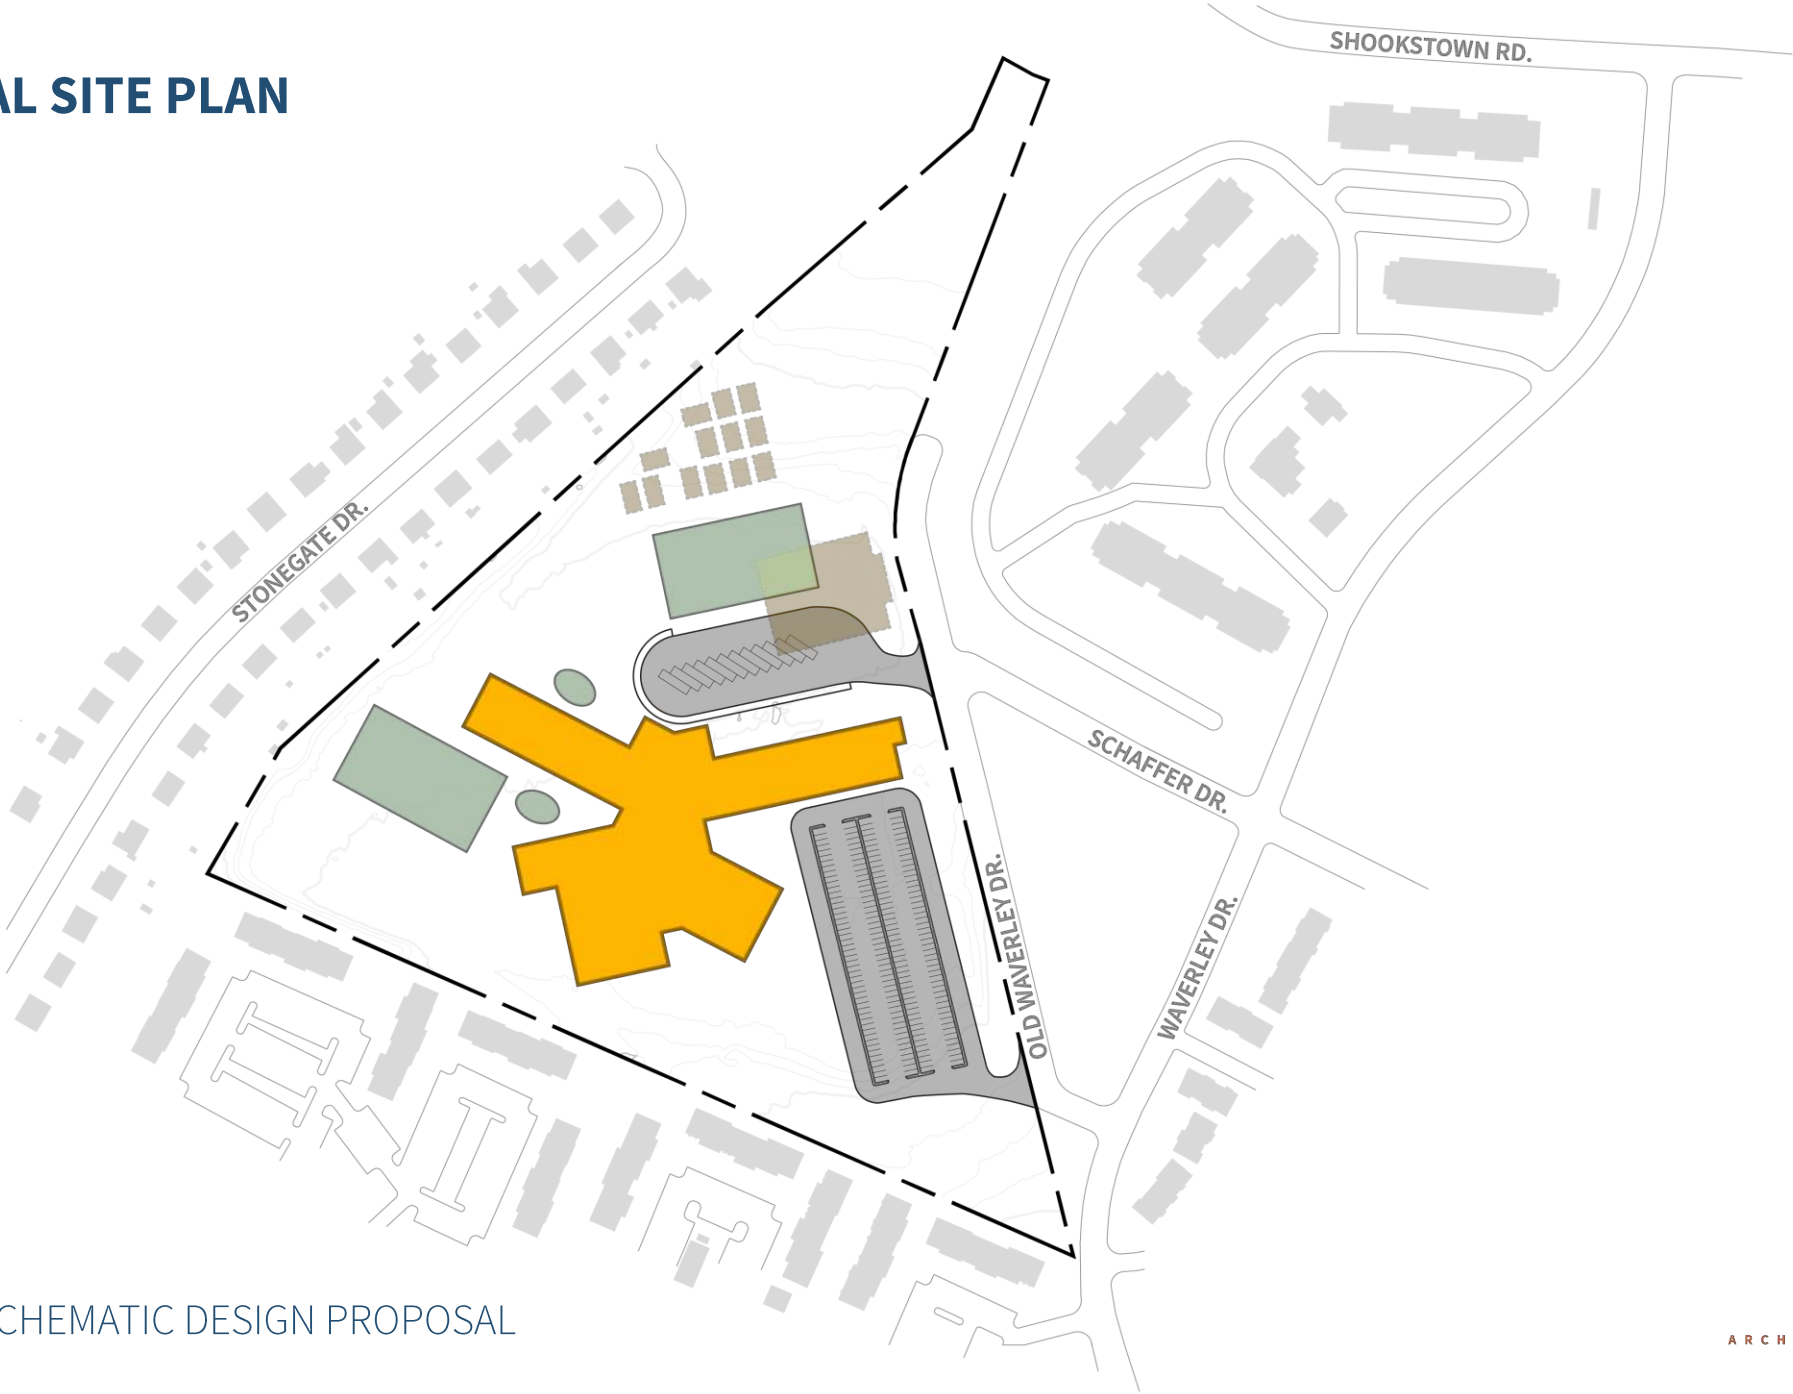 SHOOKSTOWN RD.
AL SITE PLAN
STONEGATE DR.
SCHAFFER DR.
OLD WAVERLEY DR.
WAVERLEY DR.
CHEMATIC DESIGN PROPOSAL
ARCH